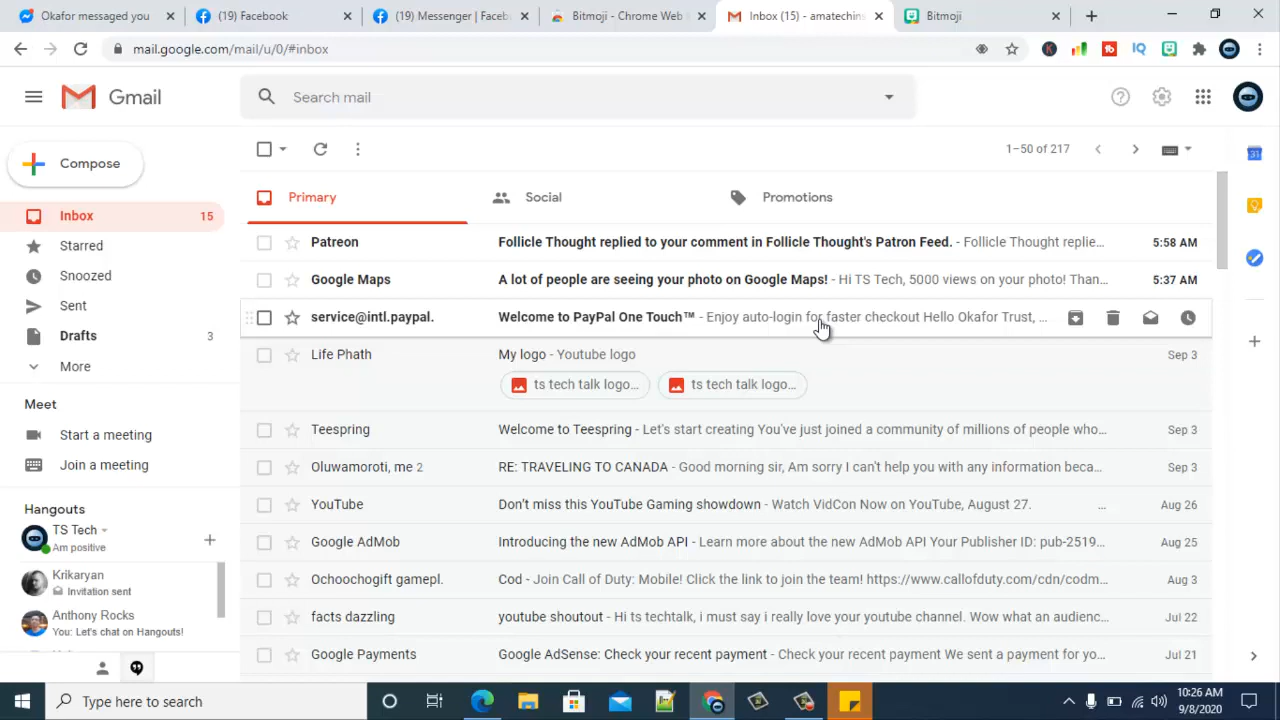 Okafor messaged you
(19) Facebook
(19) Messenger | Faceb
Bitmoji - Chrome Web
Inbox (15) - amatechins
Bitmoji
mail.google.com/mail/u/0/#inbox
Gmail
Search mail
Compose
1–50 of 217
Inbox 15
Starred
Snoozed
Sent
Drafts 3
More
Meet
Start a meeting
Join a meeting
Hangouts
TS Tech
Am positive
Krikaryan
Invitation sent
Anthony Rocks
You: Let's chat on Hangouts!
Primary
Social
Promotions
Patreon Follicle Thought replied to your comment in Follicle Thought's Patron Feed. - Follicle Thought replie... 5:58 AM
Google Maps A lot of people are seeing your photo on Google Maps! - Hi TS Tech, 5000 views on your photo! Than... 5:37 AM
service@intl.paypal. Welcome to PayPal One Touch™ - Enjoy auto-login for faster checkout Hello Okafor Trust, ...
Life Phath My logo - Youtube logo Sep 3
ts tech talk logo... ts tech talk logo...
Teespring Welcome to Teespring - Let's start creating You've just joined a community of millions of people who... Sep 3
Oluwamoroti, me 2 RE: TRAVELING TO CANADA - Good morning sir, Am sorry I can't help you with any information beca... Sep 3
YouTube Don't miss this YouTube Gaming showdown - Watch VidCon Now on YouTube, August 27. ... Aug 26
Google AdMob Introducing the new AdMob API - Learn more about the new AdMob API Your Publisher ID: pub-2519... Aug 25
Ochoochogift gamepl. Cod - Join Call of Duty: Mobile! Click the link to join the team! https://www.callofduty.com/cdn/codm... Aug 3
facts dazzling youtube shoutout - Hi ts techtalk, i must say i really love your youtube channel. Wow what an audienc... Jul 22
Google Payments Google AdSense: Check your recent payment - Check your recent payment We sent a payment for yo... Jul 21
31
IQ
Type here to search
10:26 AM
9/8/2020